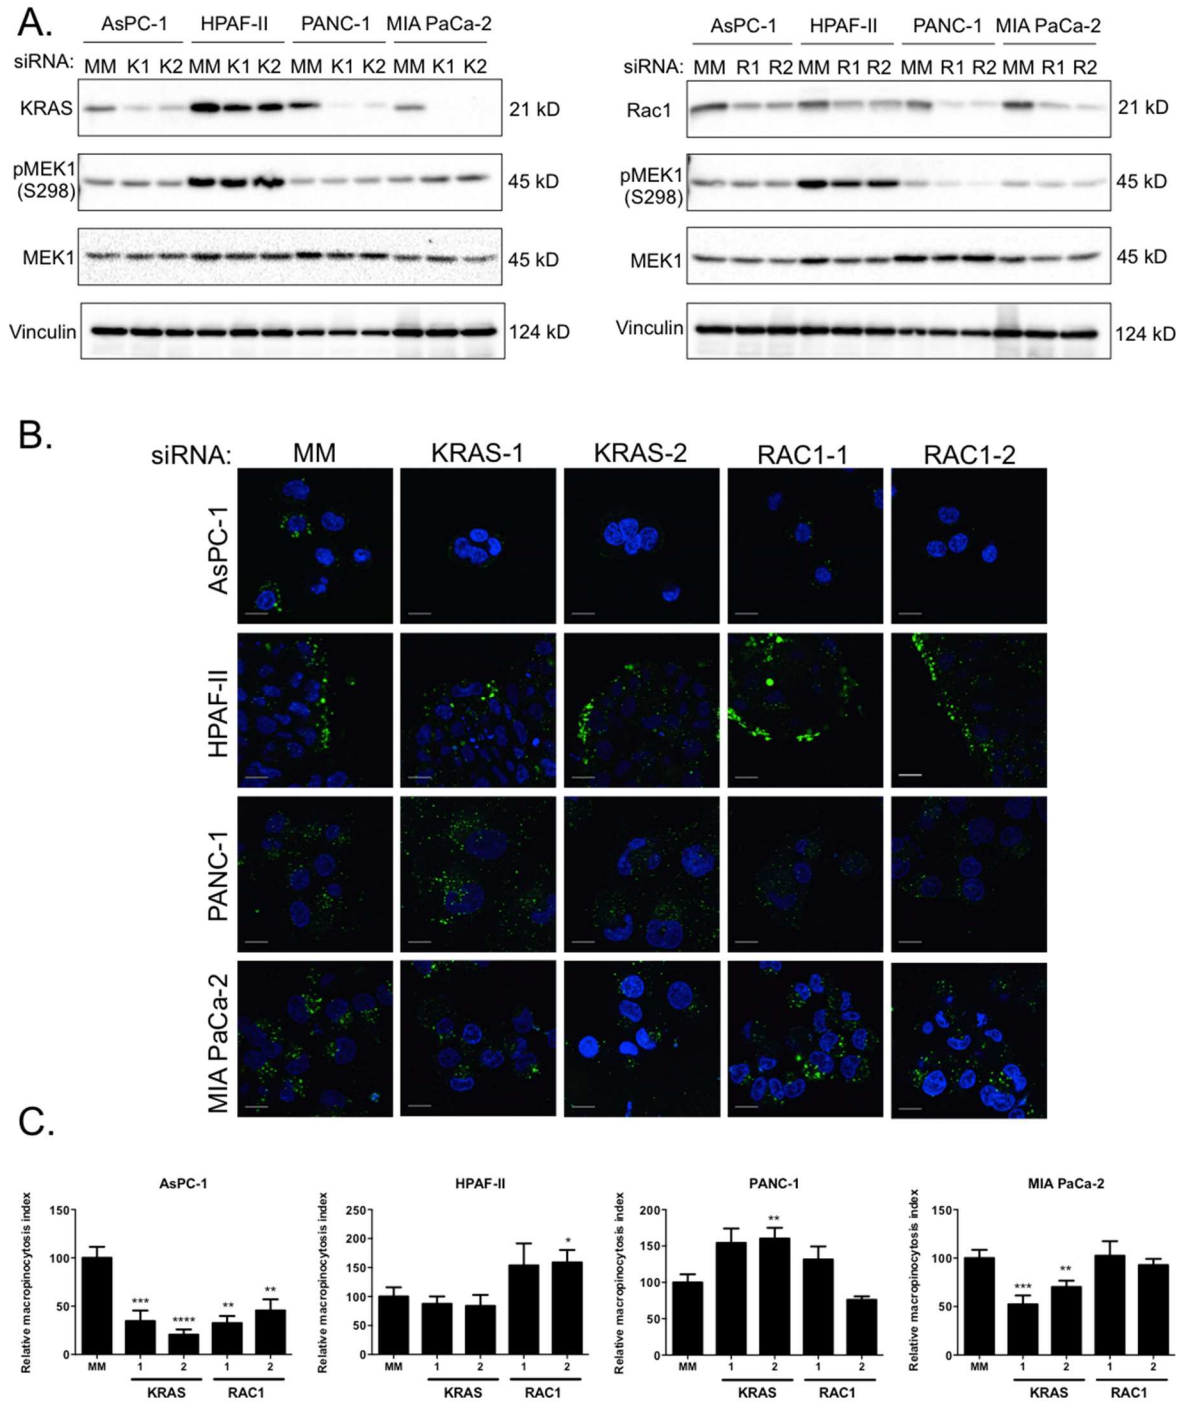 A.
AsPC-1 HPAF-II PANC-1 MIA PaCa-2
siRNA: MM K1 K2 MM K1 K2 MM K1 K2 MM K1 K2
KRAS 21 kD
pMEK1
(S298) 45 kD
MEK1 45 kD
Vinculin 124 kD
AsPC-1 HPAF-II PANC-1 MIA PaCa-2
siRNA: MM R1 R2 MM R1 R2 MM R1 R2 MM R1 R2
Rac1 21 kD
pMEK1
(S298) 45 kD
MEK1 45 kD
Vinculin 124 kD
B.
siRNA: MM KRAS-1 KRAS-2 RAC1-1 RAC1-2
AsPC-1
HPAF-II
PANC-1
MIA PaCa-2
C.
AsPC-1
Relative macropinocytosis index
150
100
50
0
*** **** ** **
MM 1 2 1 2
KRAS RAC1
HPAF-II
Relative macropinocytosis index
250
200
150
100
50
0
*
MM 1 2 1 2
KRAS RAC1
PANC-1
Relative macropinocytosis index
200
150
100
50
0
**
MM 1 2 1 2
KRAS RAC1
MIA PaCa-2
Relative macropinocytosis index
150
100
50
0
*** **
MM 1 2 1 2
KRAS RAC1